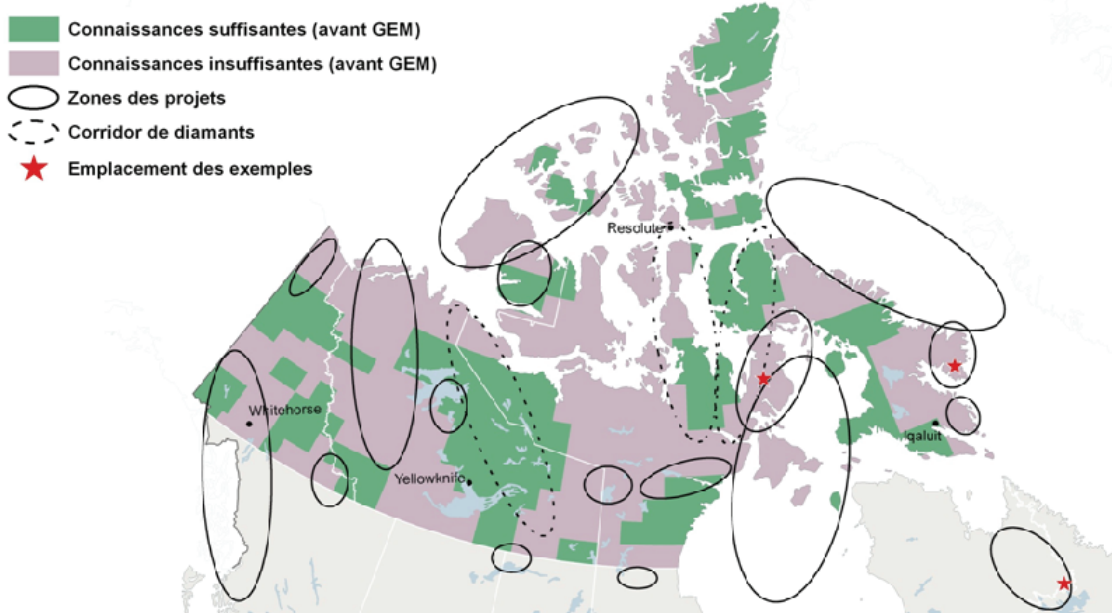 Connaissances suffisantes (avant GEM)
Connaissances insuffisantes (avant GEM)
Zones des projets
Corridor de diamants
Emplacement des exemples
Resolute
Whitehorse
Iqaluit
Yellowknife